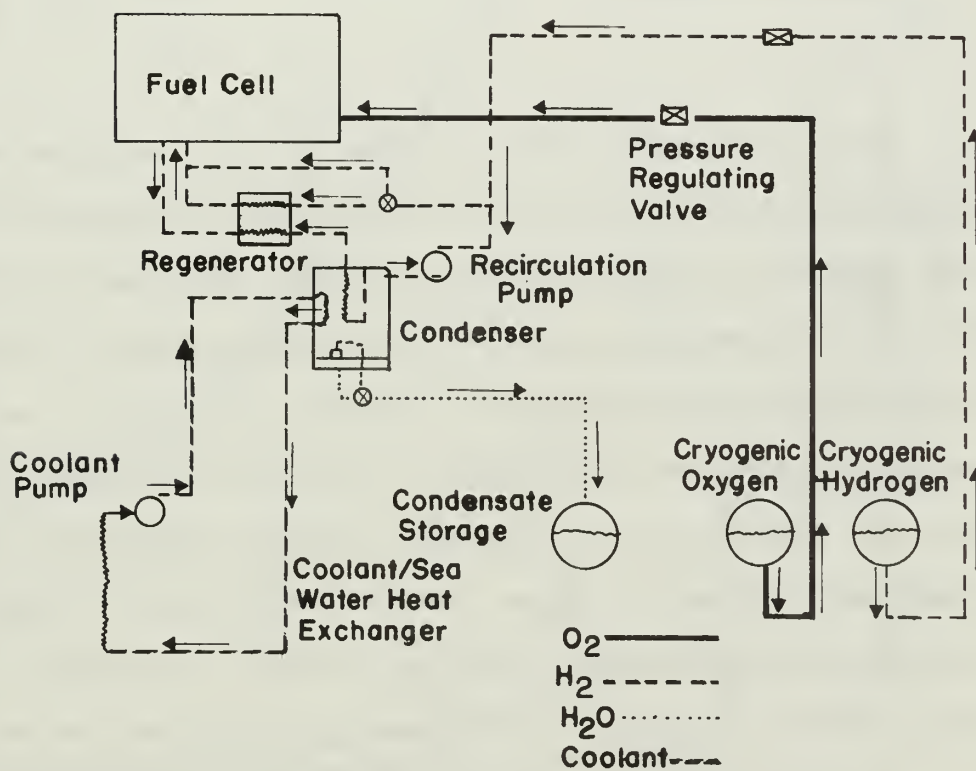 Fuel Cell
Pressure
Regulating
Valve
Regenerator
Recirculation
Pump
Condenser
Coolant
Pump
Condensate
Storage
Cryogenic
Oxygen
Cryogenic
Hydrogen
Coolant/Sea
Water Heat
Exchanger
O₂
H₂
H₂O
Coolant